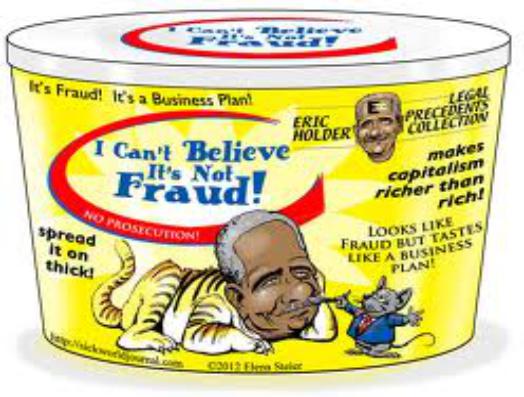 I Can't Believe
It's Not
Fraud!
It's Fraud! It's a Business Plan!
ERIC
HOLDER
E
LEGAL
PRECEDENTS
COLLECTION
I Can't Believe
It's Not
Fraud!
NO PROSECUTION!
makes
capitalism
richer than
rich!
spread
it on
thick!
LOOKS LIKE
FRAUD BUT TASTES
LIKE A BUSINESS
PLAN!
©2012 Elena Steier